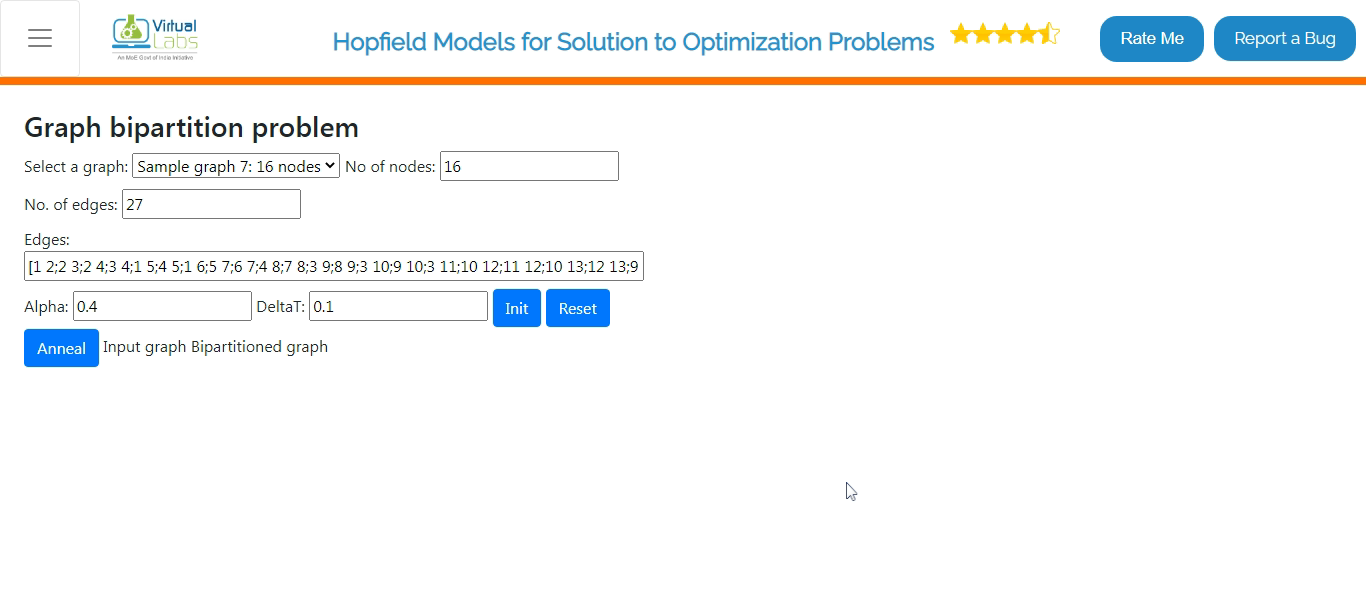 Virtual
Labs
An MoE Govt of India Initiative
Hopfield Models for Solution to Optimization Problems
Rate Me
Report a Bug
Graph bipartition problem
Select a graph: Sample graph 7: 16 nodes No of nodes: 16
No. of edges: 27
Edges:
[1 2;2 3;2 4;3 4;1 5;4 5;1 6;5 7;6 7;4 8;7 8;3 9;8 9;3 10;9 10;3 11;10 12;11 12;10 13;12 13;9
Alpha: 0.4 DeltaT: 0.1 Init Reset
Anneal Input graph Bipartitioned graph